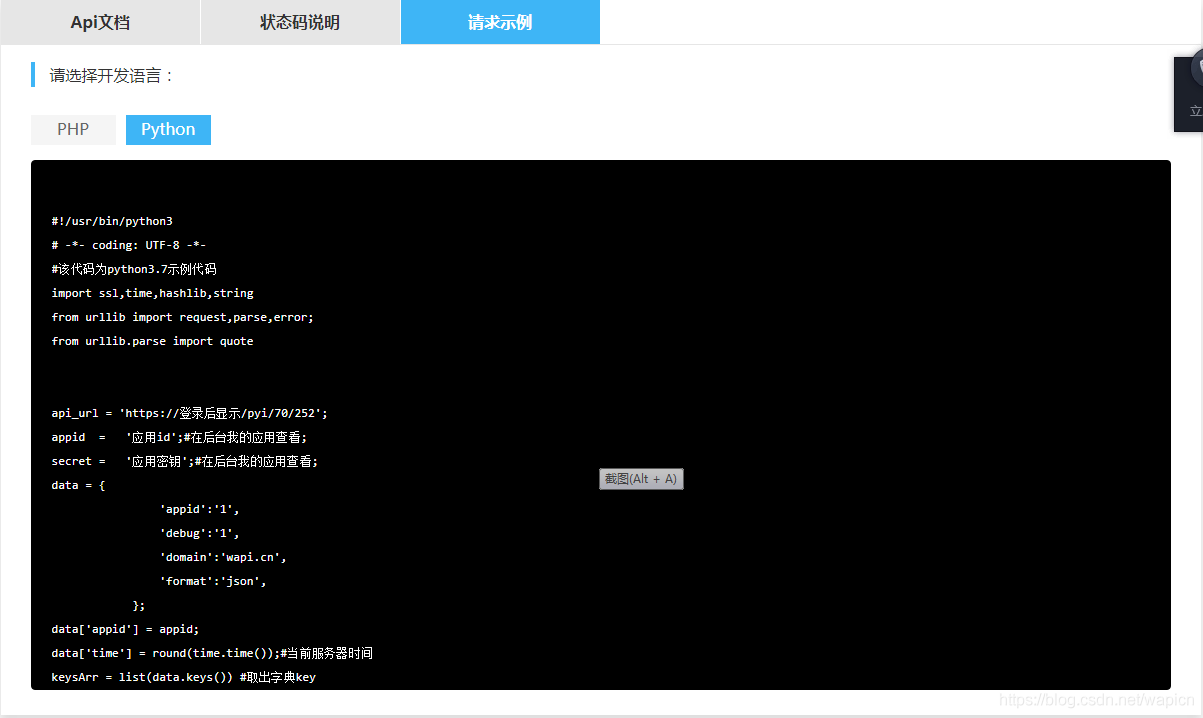 Api文档 状态码说明 请求示例
请选择开发语言：
PHP Python
#!/usr/bin/python3
# -*- coding: UTF-8 -*-
#该代码为python3.7示例代码
import ssl,time,hashlib,string
from urllib import request,parse,error;
from urllib.parse import quote
api_url = 'https://登录后显示/pyi/70/252';
appid  =   '应用id';#在后台我的应用查看;
secret =   '应用密钥';#在后台我的应用查看;
data = {
'appid':'1',
'debug':'1',
'domain':'wapi.cn',
'format':'json',
};
data['appid'] = appid;
data['time'] = round(time.time());#当前服务器时间
keysArr = list(data.keys()) #取出字典key
截图(Alt + A)
立
https://blog.csdn.net/wapicn